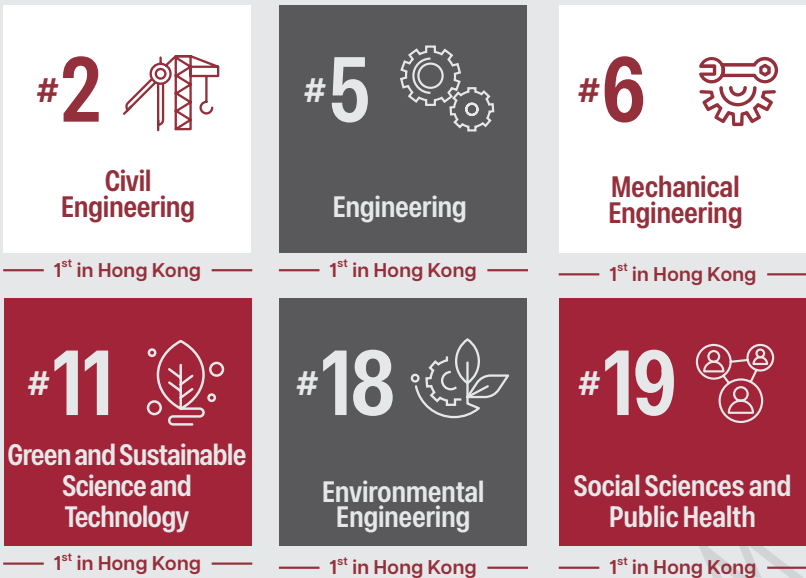 #2
Civil
Engineering
1st in Hong Kong
#5
Engineering
1st in Hong Kong
#6
Mechanical
Engineering
1st in Hong Kong
#11
Green and Sustainable
Science and
Technology
1st in Hong Kong
#18
Environmental
Engineering
1st in Hong Kong
#19
Social Sciences and
Public Health
1st in Hong Kong